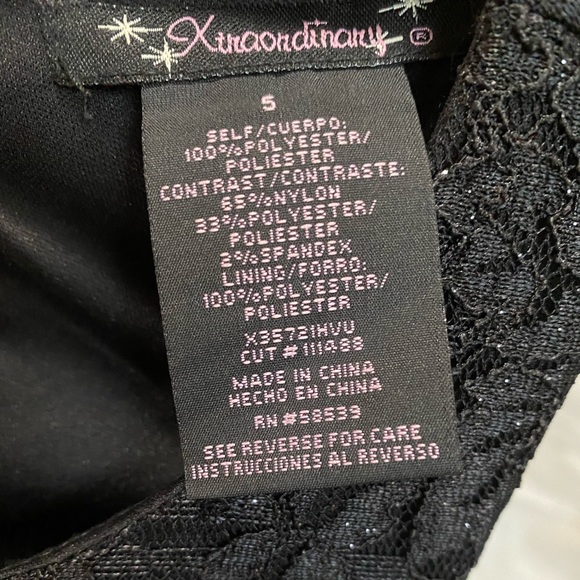 Xtraordinary ®
S
SELF/CUERPO:
100%POLYESTER/
POLIESTER
CONTRAST/CONTRASTE:
65%NYLON
33%POLYESTER/
POLIESTER
2%SPANDEX
LINING/FORRO:
100%POLYESTER/
POLIESTER
X35721HVU
CUT #111488
MADE IN CHINA
HECHO EN CHINA
RN #58539
SEE REVERSE FOR CARE
INSTRUCCIONES AL REVERSO